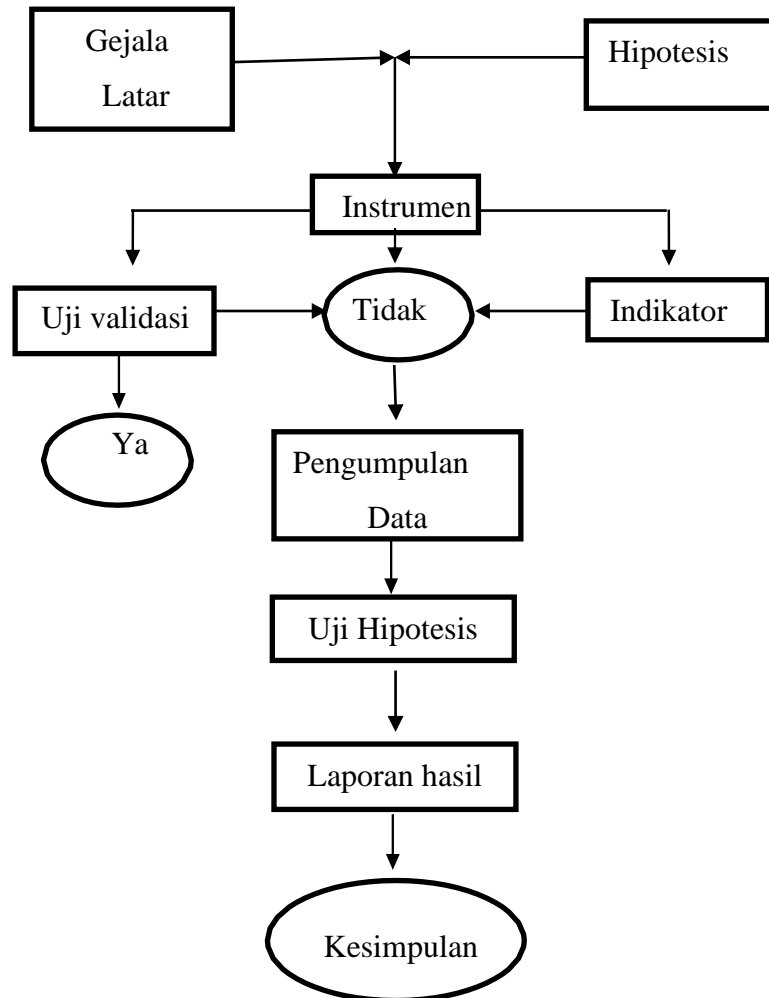 Gejala
Latar
Hipotesis
Instrumen
Uji validasi
Tidak
Indikator
Ya
Pengumpulan
Data
Uji Hipotesis
Laporan hasil
Kesimpulan